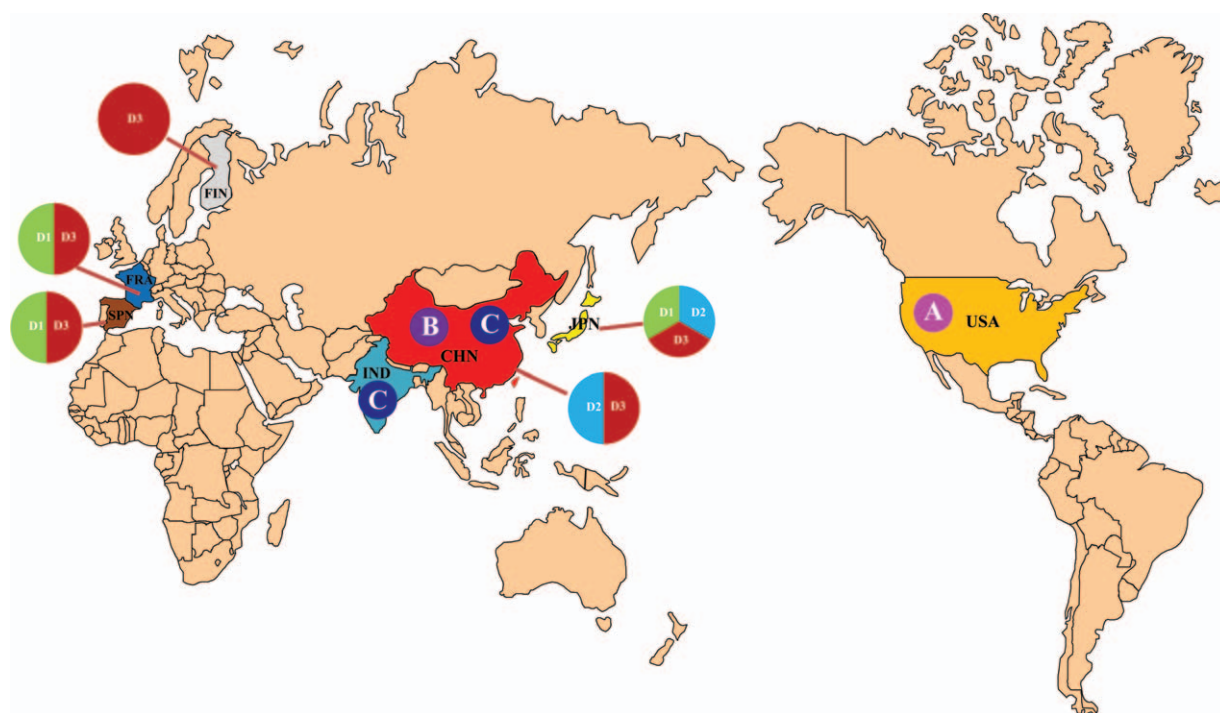 D3
FIN
D1 D3
FRA
D1 D3
SPN
B
C
CHN
IND
C
JPN
D1 D2
D3
D2 D3
A
USA